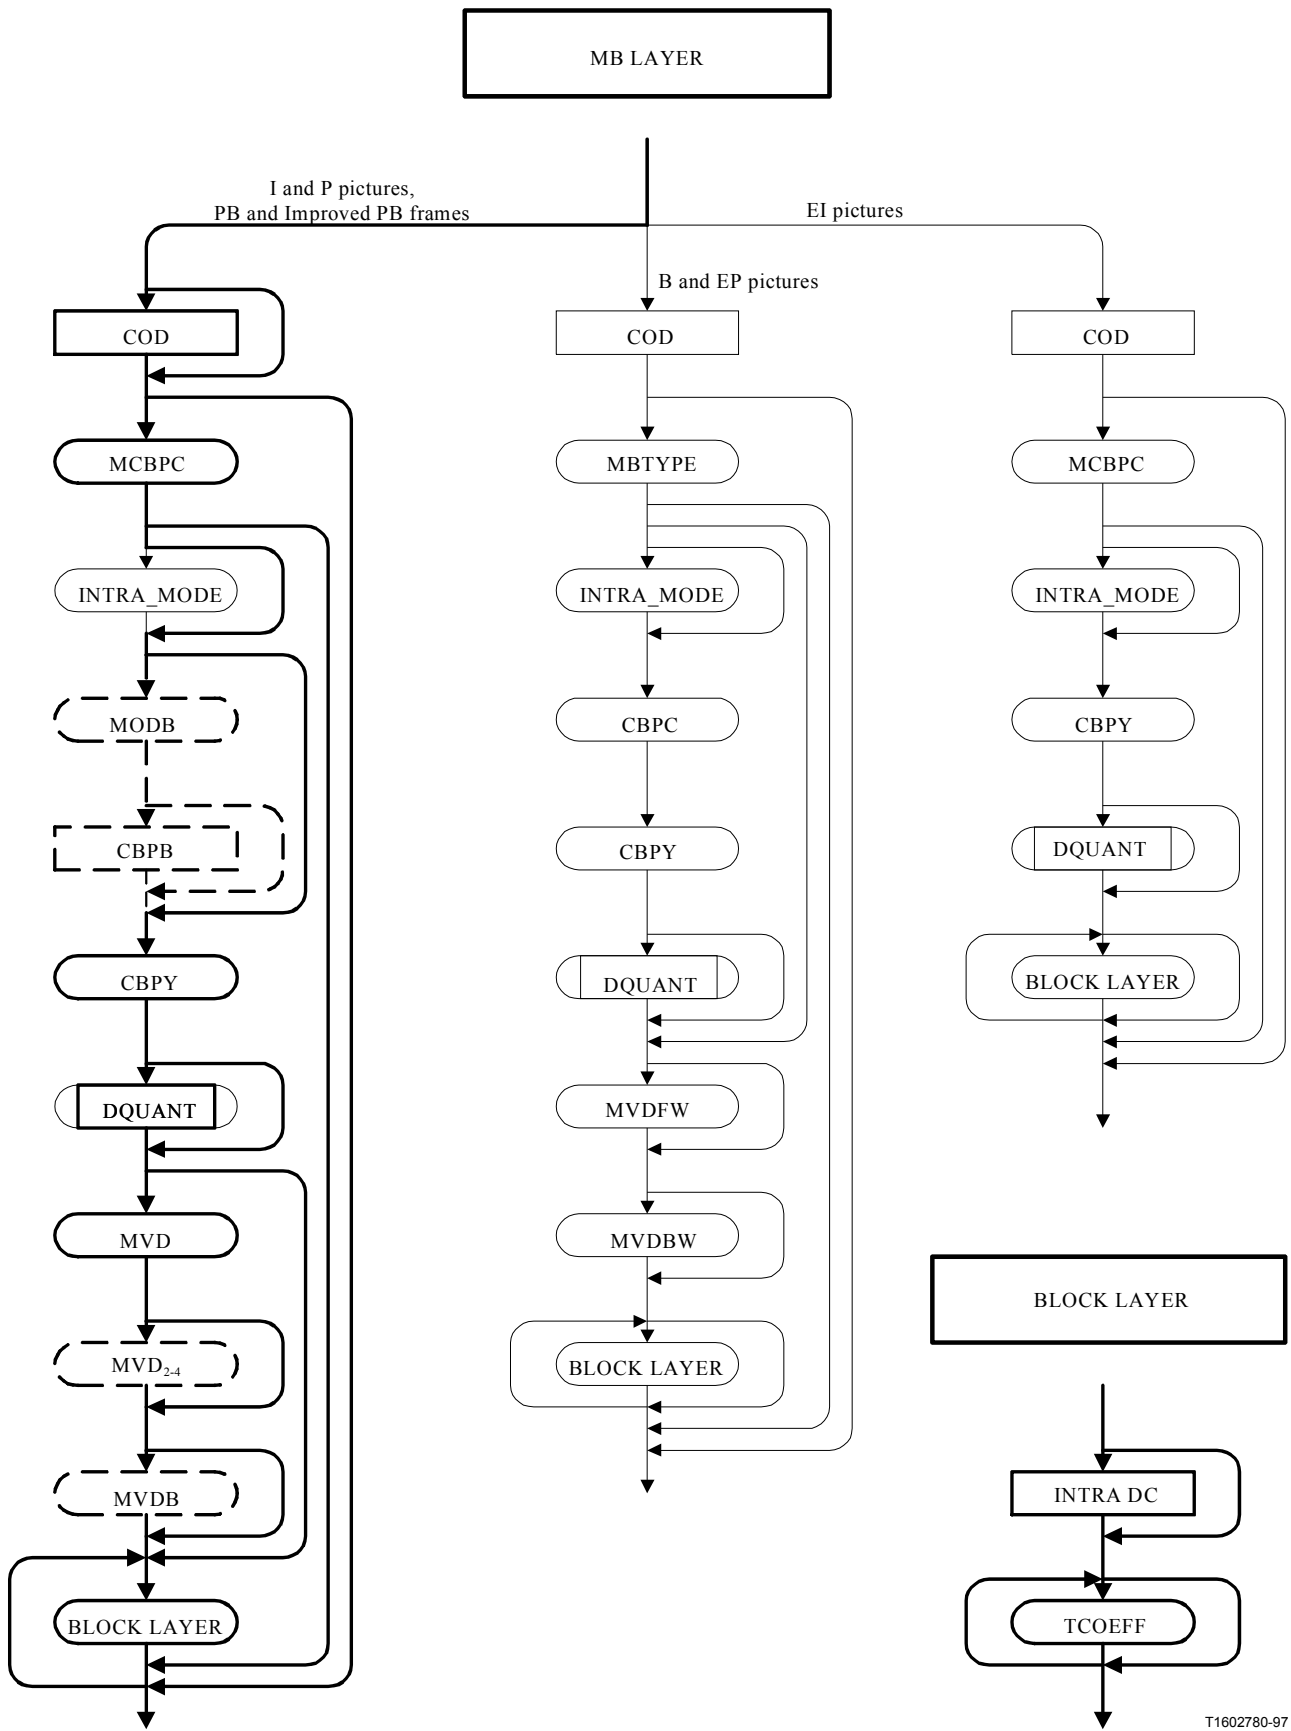 MB LAYER
I and P pictures,
PB and Improved PB frames
EI pictures
B and EP pictures
COD
MCBPC
INTRA_MODE
MODB
CBPB
CBPY
DQUANT
MVD
MVD2-4
MVDB
BLOCK LAYER
COD
MBTYPE
INTRA_MODE
CBPC
CBPY
DQUANT
MVDFW
MVDBW
BLOCK LAYER
COD
MCBPC
INTRA_MODE
CBPY
DQUANT
BLOCK LAYER
BLOCK LAYER
INTRA DC
TCOEFF
T1602780-97